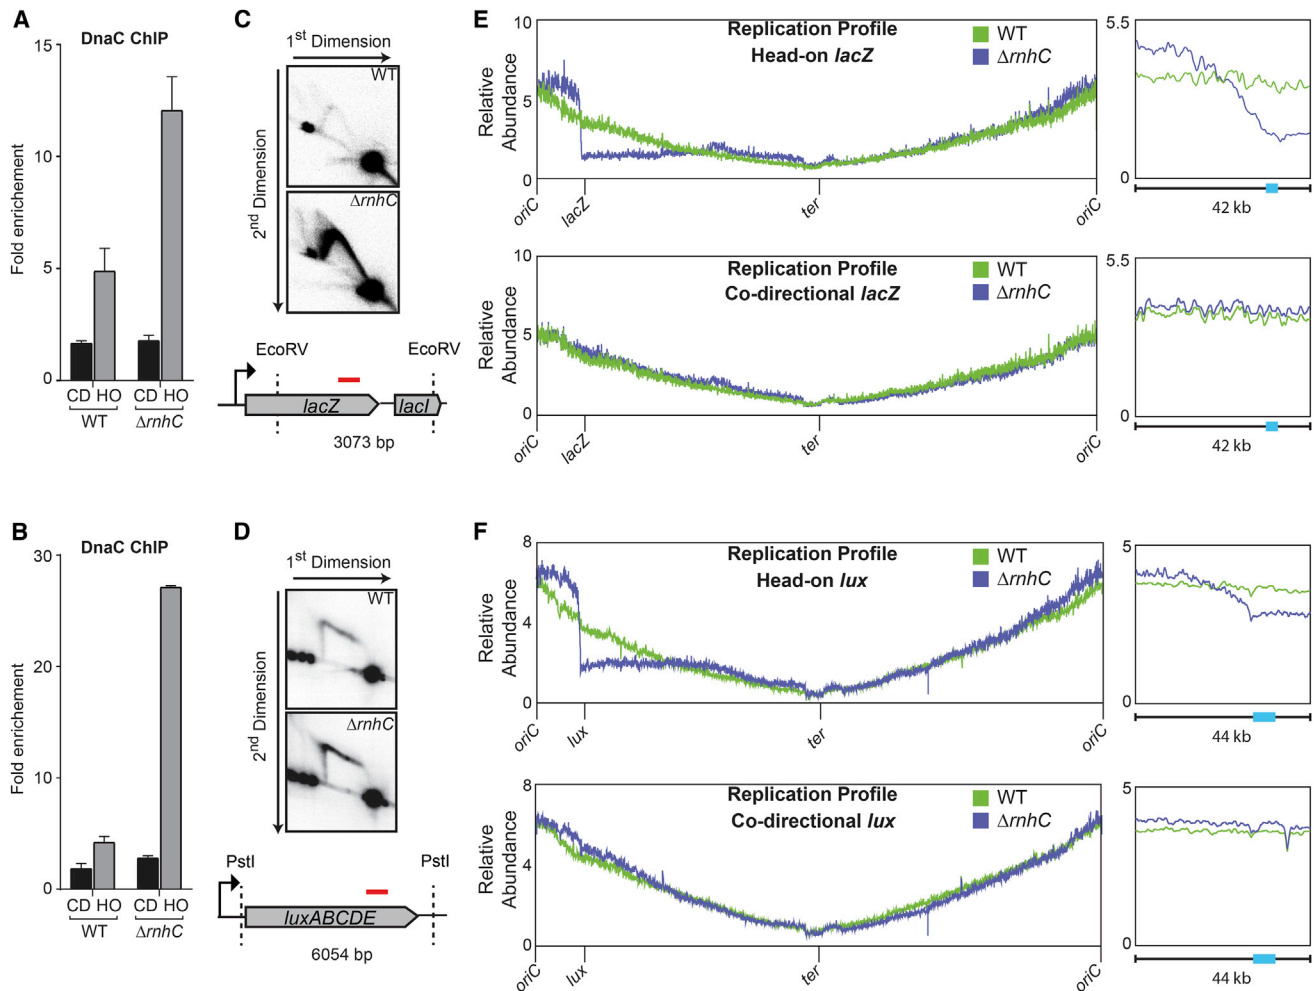 A
DnaC ChIP
Fold enrichement
15
10
5
0
CD HO CD HO
WT ΔrnhC
B
DnaC ChIP
Fold enrichement
30
20
10
0
CD HO CD HO
WT ΔrnhC
C
1st Dimension
2nd Dimension
WT
ΔrnhC
EcoRV EcoRV
lacZ lacI
3073 bp
D
1st Dimension
2nd Dimension
WT
ΔrnhC
PstI PstI
luxABCDE
6054 bp
E
Replication Profile
Head-on lacZ
WT
ΔrnhC
Relative
Abundance
10
5
0
oriC lacZ ter oriC
5.5
0
42 kb
Replication Profile
Co-directional lacZ
WT
ΔrnhC
Relative
Abundance
10
5
0
oriC lacZ ter oriC
5.5
0
42 kb
F
Replication Profile
Head-on lux
WT
ΔrnhC
Relative
Abundance
8
4
0
oriC lux ter oriC
5
0
44 kb
Replication Profile
Co-directional lux
WT
ΔrnhC
Relative
Abundance
8
4
0
oriC lux ter oriC
5
0
44 kb